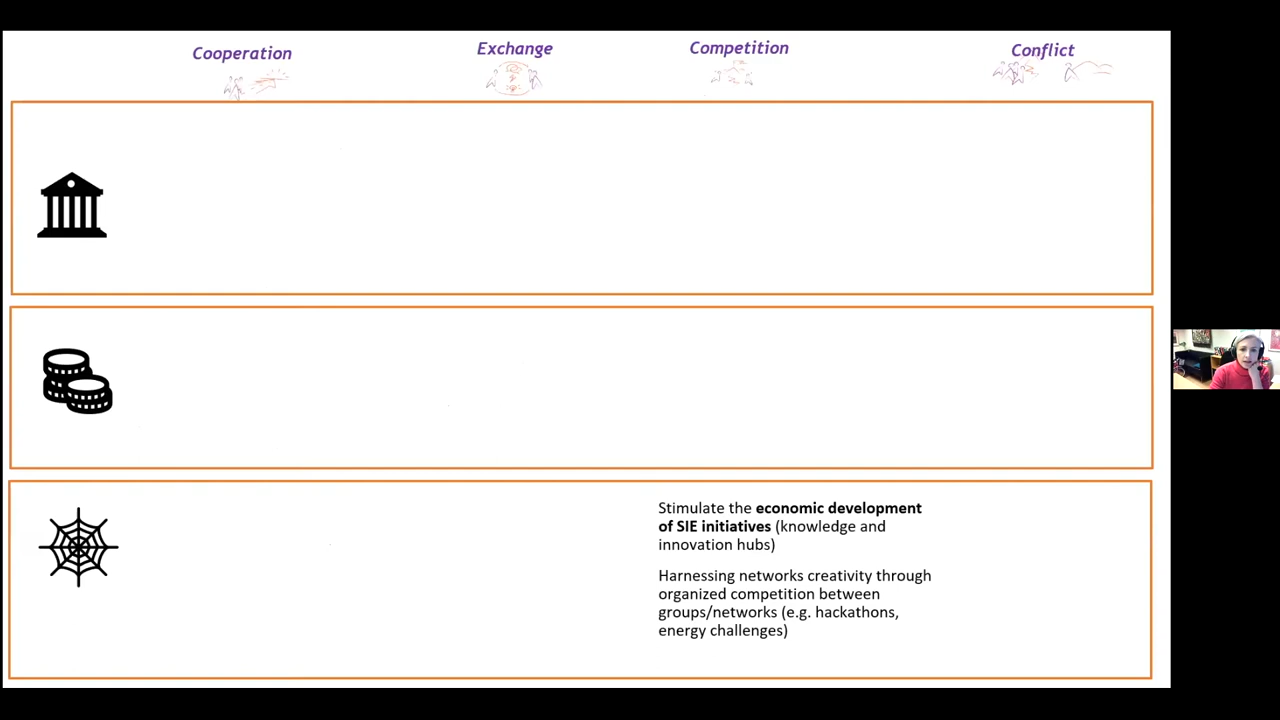 Cooperation
Exchange
Competition
Conflict
Stimulate the economic development
of SIE initiatives (knowledge and
innovation hubs)
Harnessing networks creativity through
organized competition between
groups/networks (e.g. hackathons,
energy challenges)